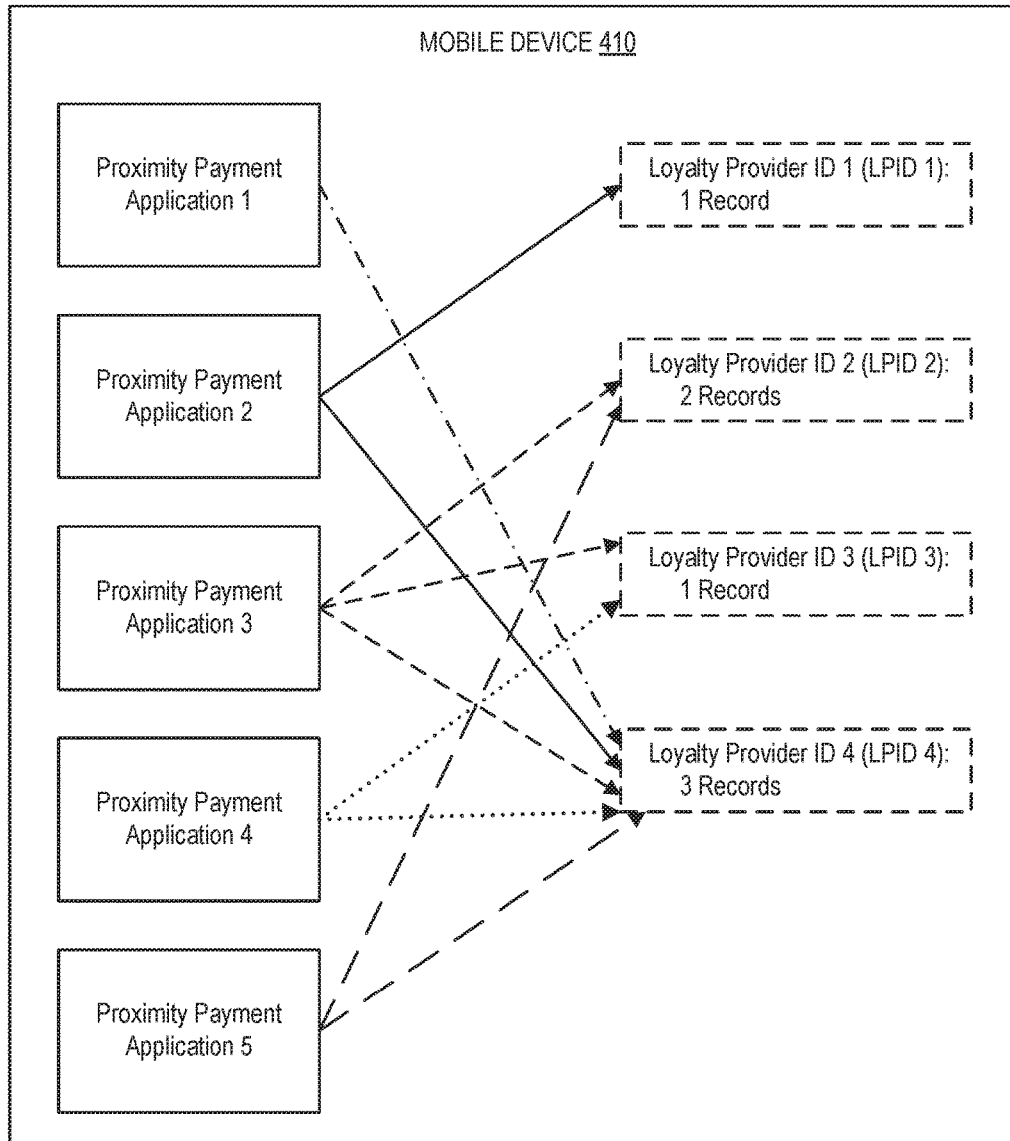 MOBILE DEVICE 410
Proximity Payment
Application 1
Loyalty Provider ID 1 (LPID 1):
1 Record
Proximity Payment
Application 2
Loyalty Provider ID 2 (LPID 2):
2 Records
Proximity Payment
Application 3
Loyalty Provider ID 3 (LPID 3):
1 Record
Proximity Payment
Application 4
Loyalty Provider ID 4 (LPID 4):
3 Records
Proximity Payment
Application 5